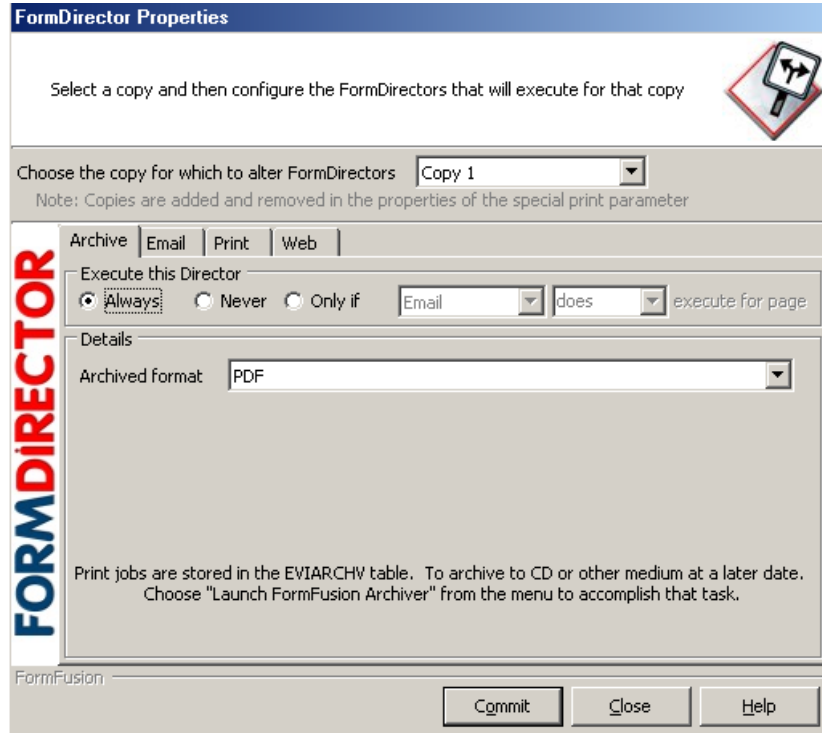 FormDirector Properties
Select a copy and then configure the FormDirectors that will execute for that copy
Choose the copy for which to alter FormDirectors Copy 1
Note: Copies are added and removed in the properties of the special print parameter
Archive Email Print Web
Execute this Director
Always Never Only if Email does execute for page
Details
Archived format PDF
Print jobs are stored in the EVIARCHV table. To archive to CD or other medium at a later date.
Choose "Launch FormFusion Archiver" from the menu to accomplish that task.
FORMDiRECTOR
FormFusion
Commit Close Help